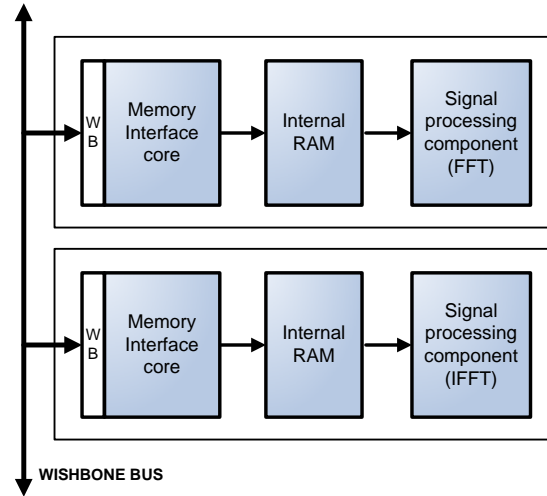 W
B
Memory
Interface
core
Internal
RAM
Signal
processing
component
(FFT)
W
B
Memory
Interface
core
Internal
RAM
Signal
processing
component
(IFFT)
WISHBONE BUS